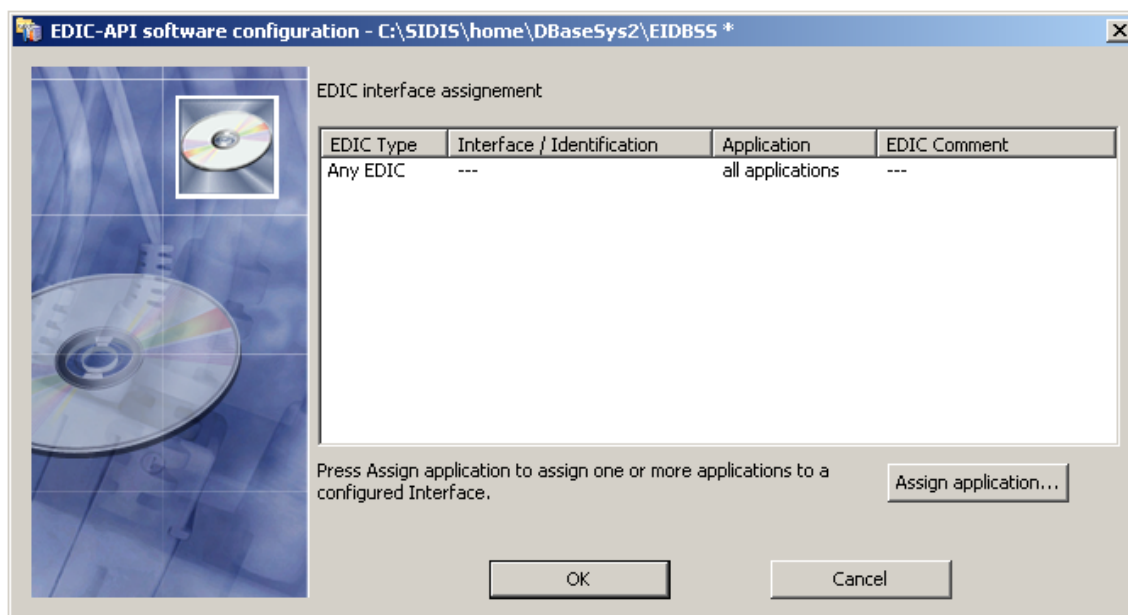 EDIC-API software configuration - C:\SIDIS\home\DBaseSys2\EIDBSS *
EDIC interface assignement
EDIC Type Interface / Identification Application EDIC Comment
Any EDIC --- all applications ---
Press Assign application to assign one or more applications to a
configured Interface.
Assign application...
OK Cancel